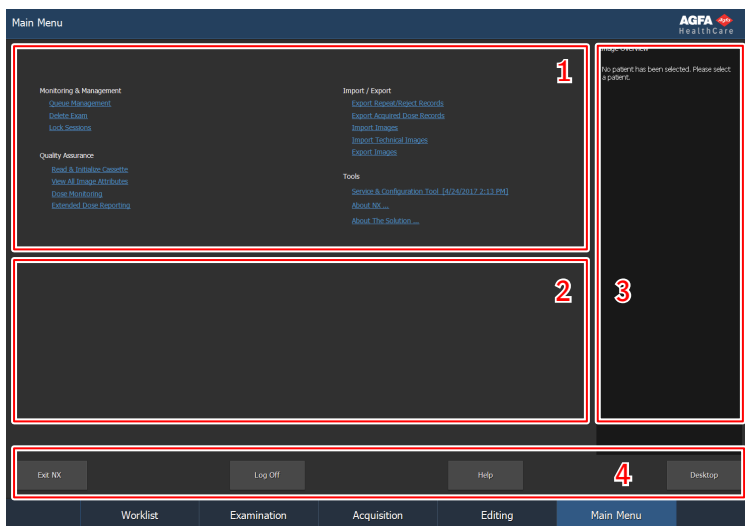 Main Menu
AGFA
HealthCare
Image Overview
No patient has been selected. Please select
a patient.
1
Monitoring & Management
Queue Management
Delete Exam
Lock Sessions
Quality Assurance
Read & Initialize Cassette
View All Image Attributes
Dose Monitoring
Extended Dose Reporting
Import / Export
Export Repeat/Reject Records
Export Acquired Dose Records
Import Images
Import Technical Images
Export Images
Tools
Service & Configuration Tool [4/24/2017 2:13 PM]
About NX ...
About The Solution ...
2
3
4
Exit NX
Log Off
Help
Desktop
Worklist
Examination
Acquisition
Editing
Main Menu